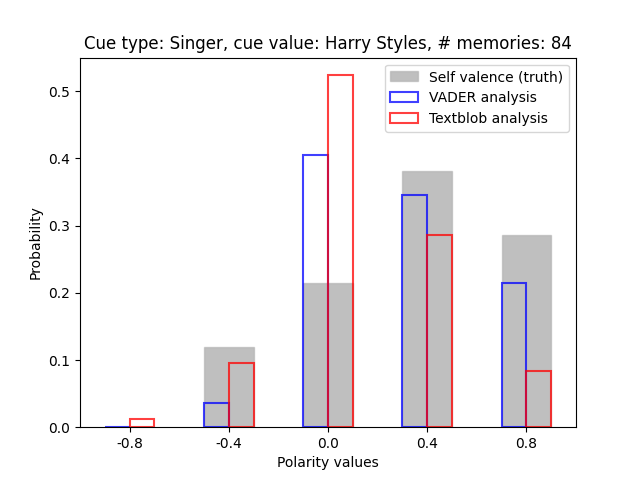 Cue type: Singer, cue value: Harry Styles, # memories: 84
Self valence (truth)
VADER analysis
Textblob analysis
0.5
0.4
0.3
0.2
0.1
0.0
Probability
-0.8 -0.4 0.0 0.4 0.8
Polarity values